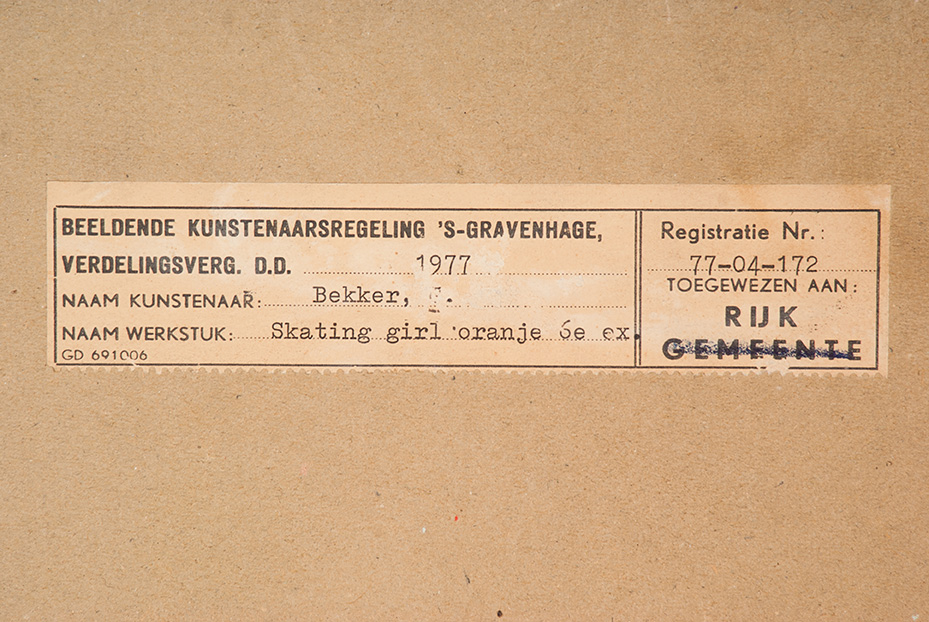 BEELDENDE KUNSTENAARSREGELING 'S-GRAVENHAGE,
VERDELINGSVERG. D.D. 1977
NAAM KUNSTENAAR: Bekker,
NAAM WERKSTUK: Skating girl oranje 6e ex.
GD 691006
Registratie Nr.:
77-04-172
TOEGEWEZEN AAN:
RIJK
GEMEENTE